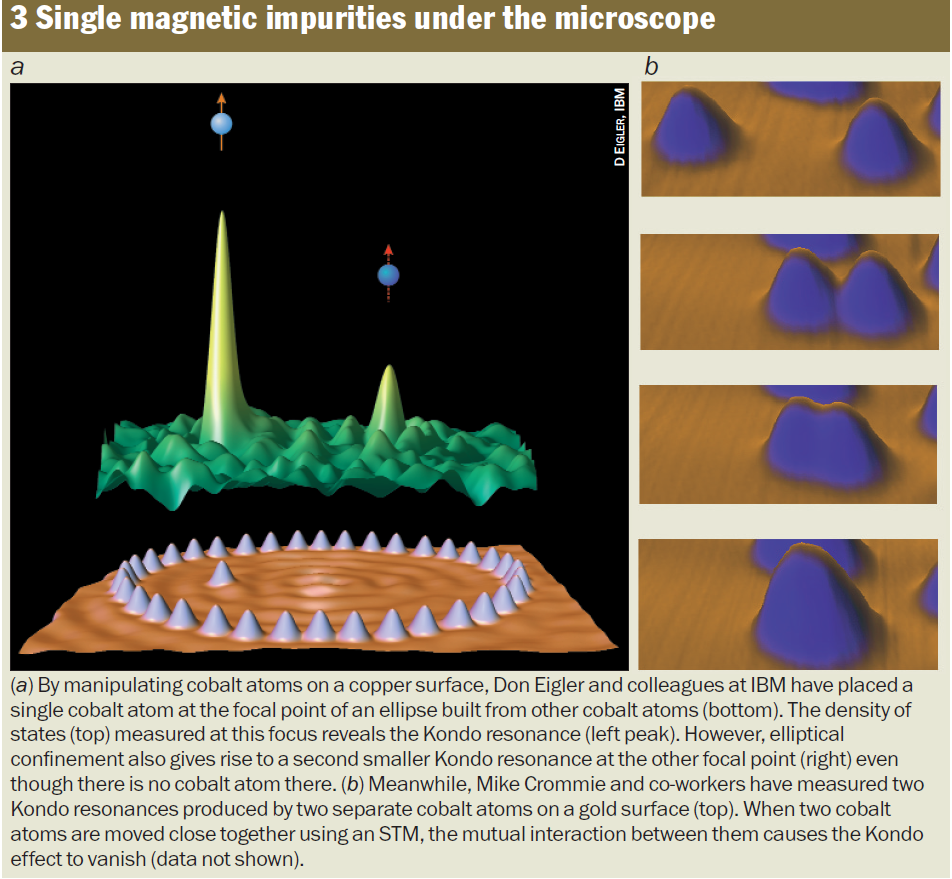 3 Single magnetic impurities under the microscope
a
b
D EIGLER, IBM
(a) By manipulating cobalt atoms on a copper surface, Don Eigler and colleagues at IBM have placed a
single cobalt atom at the focal point of an ellipse built from other cobalt atoms (bottom). The density of
states (top) measured at this focus reveals the Kondo resonance (left peak). However, elliptical
confinement also gives rise to a second smaller Kondo resonance at the other focal point (right) even
though there is no cobalt atom there. (b) Meanwhile, Mike Crommie and co-workers have measured two
Kondo resonances produced by two separate cobalt atoms on a gold surface (top). When two cobalt
atoms are moved close together using an STM, the mutual interaction between them causes the Kondo
effect to vanish (data not shown).